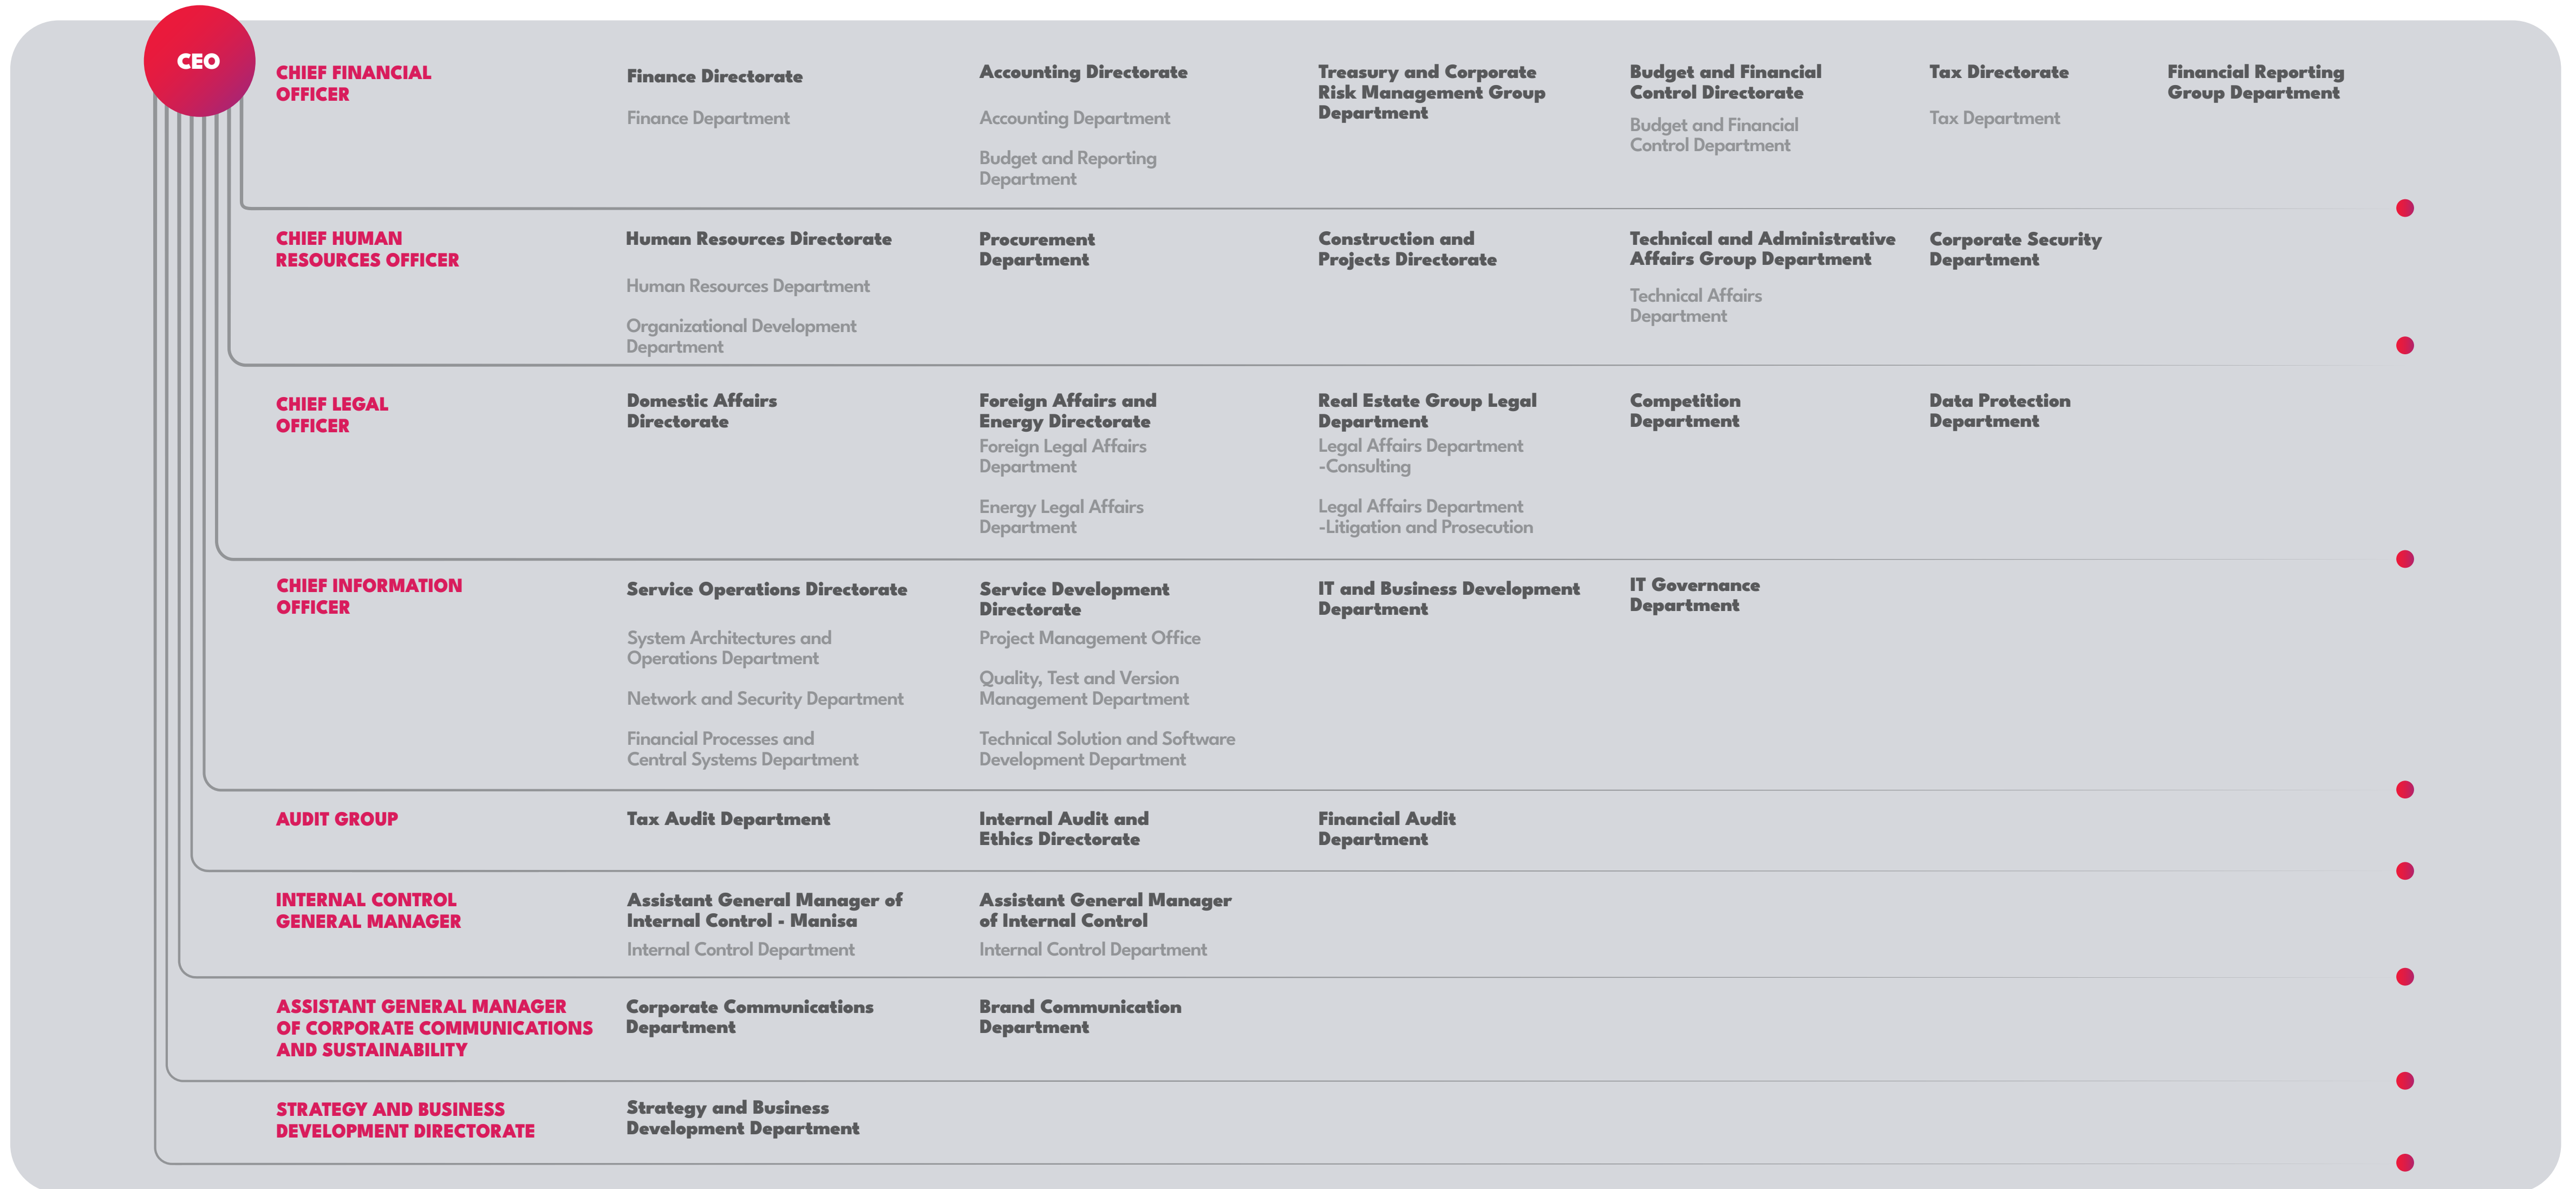 CEO
CHIEF FINANCIAL
OFFICER
Finance Directorate
Finance Department
Accounting Directorate
Accounting Department
Budget and Reporting
Department
Treasury and Corporate
Risk Management Group
Department
Budget and Financial
Control Directorate
Budget and Financial
Control Department
Tax Directorate
Tax Department
Financial Reporting
Group Department
CHIEF HUMAN
RESOURCES OFFICER
Human Resources Directorate
Human Resources Department
Organizational Development
Department
Procurement
Department
Construction and
Projects Directorate
Technical and Administrative
Affairs Group Department
Technical Affairs
Department
Corporate Security
Department
CHIEF LEGAL
OFFICER
Domestic Affairs
Directorate
Foreign Affairs and
Energy Directorate
Foreign Legal Affairs
Department
Energy Legal Affairs
Department
Real Estate Group Legal
Department
Legal Affairs Department
-Consulting
Legal Affairs Department
-Litigation and Prosecution
Competition
Department
Data Protection
Department
CHIEF INFORMATION
OFFICER
Service Operations Directorate
System Architectures and
Operations Department
Network and Security Department
Financial Processes and
Central Systems Department
Service Development
Directorate
Project Management Office
Quality, Test and Version
Management Department
Technical Solution and Software
Development Department
IT and Business Development
Department
IT Governance
Department
AUDIT GROUP
Tax Audit Department
Internal Audit and
Ethics Directorate
Financial Audit
Department
INTERNAL CONTROL
GENERAL MANAGER
Assistant General Manager of
Internal Control - Manisa
Internal Control Department
Assistant General Manager
of Internal Control
Internal Control Department
ASSISTANT GENERAL MANAGER
OF CORPORATE COMMUNICATIONS
AND SUSTAINABILITY
Corporate Communications
Department
Brand Communication
Department
STRATEGY AND BUSINESS
DEVELOPMENT DIRECTORATE
Strategy and Business
Development Department